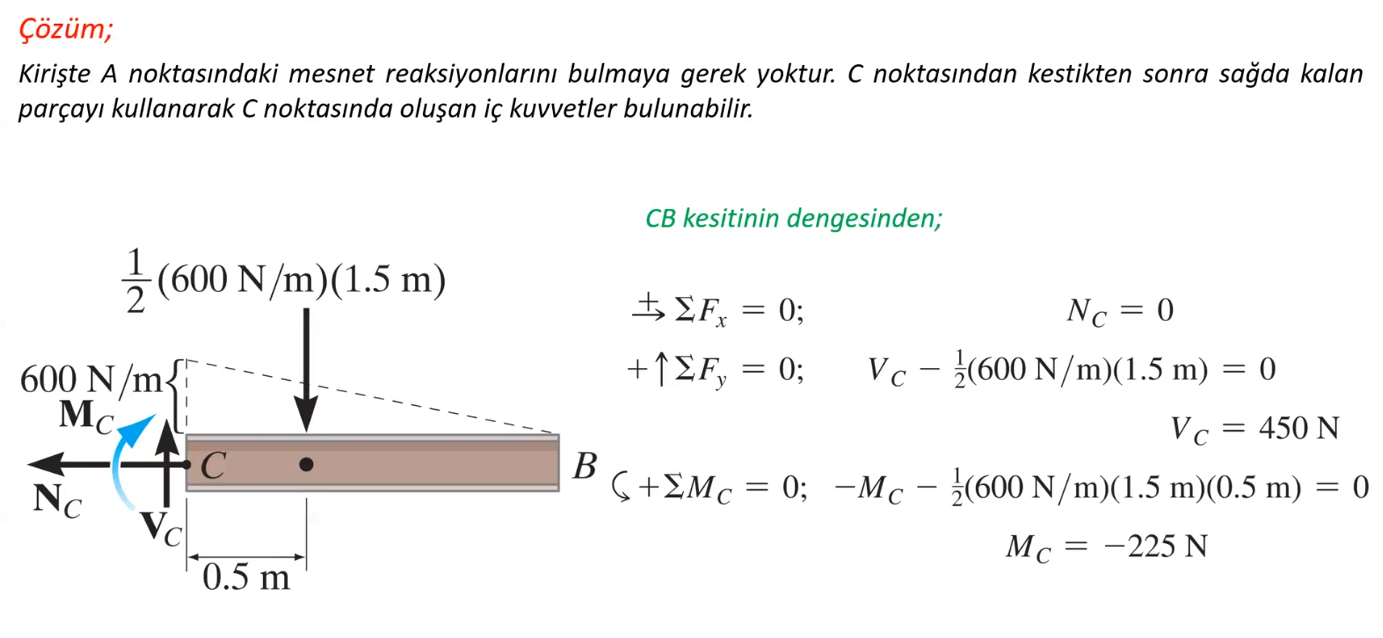 Çözüm;
Kirişte A noktasındaki mesnet reaksiyonlarını bulmaya gerek yoktur. C noktasından kestikten sonra sağda kalan
parçayı kullanarak C noktasında oluşan iç kuvvetler bulunabilir.
CB kesitinin dengesinden;
½(600 N/m)(1.5 m)
600 N/m
M_C
N_C
V_C
C
B
0.5 m
⥱ ΣF_x = 0; N_C = 0
+↑ΣF_y = 0; V_C − ½(600 N/m)(1.5 m) = 0
V_C = 450 N
⤹+ΣM_C = 0; −M_C − ½(600 N/m)(1.5 m)(0.5 m) = 0
M_C = −225 N